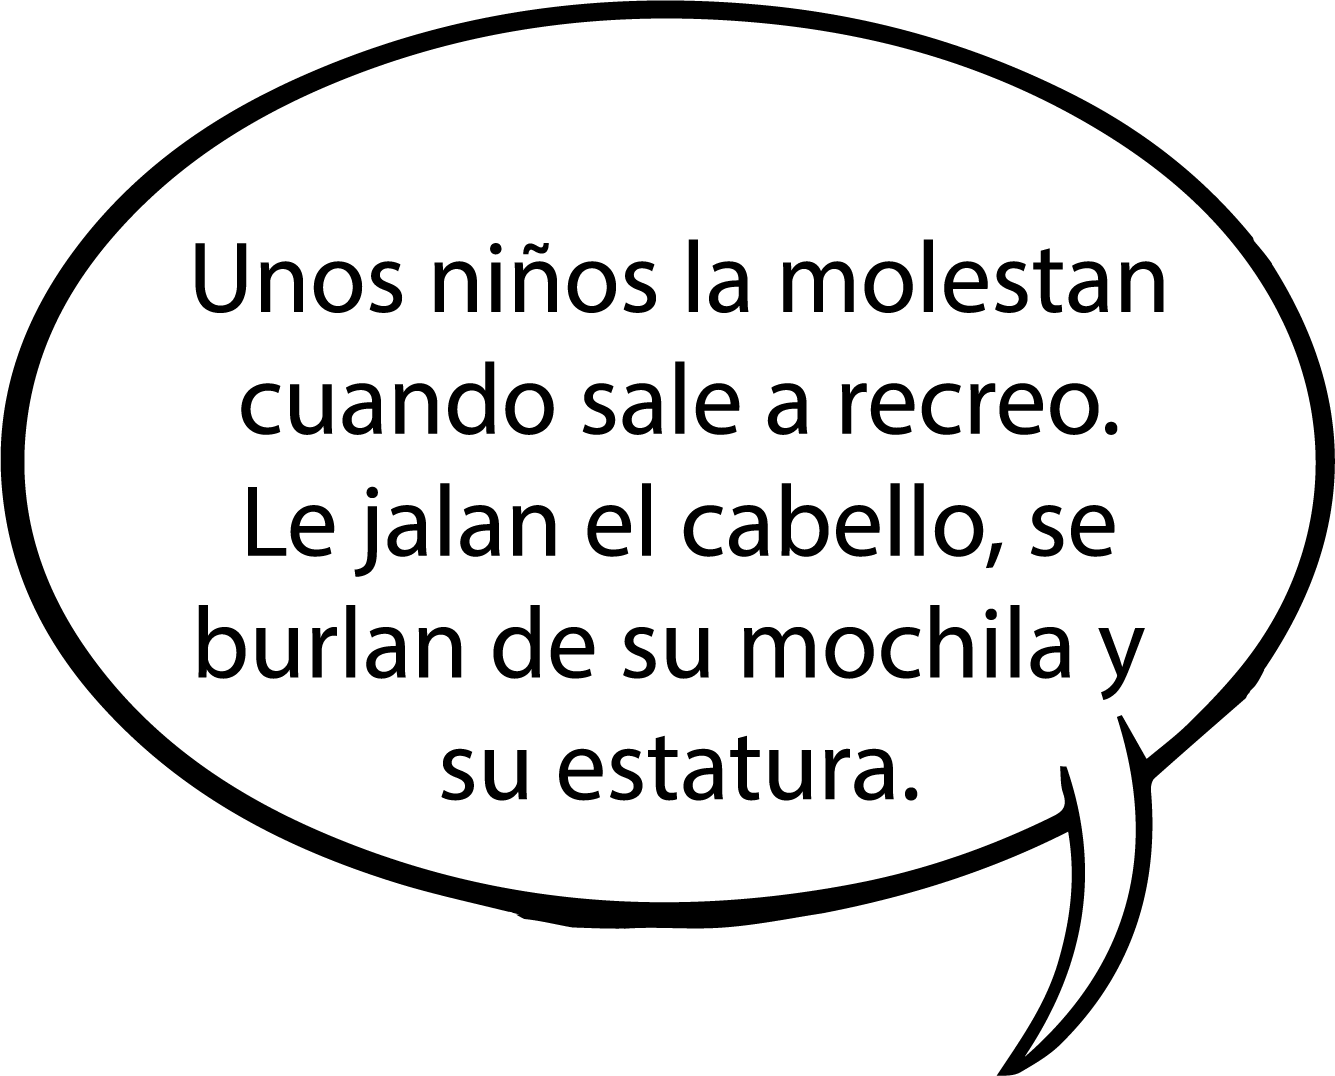 Unos niños la molestan
cuando sale a recreo.
Le jalan el cabello, se
burlan de su mochila y
su estatura.